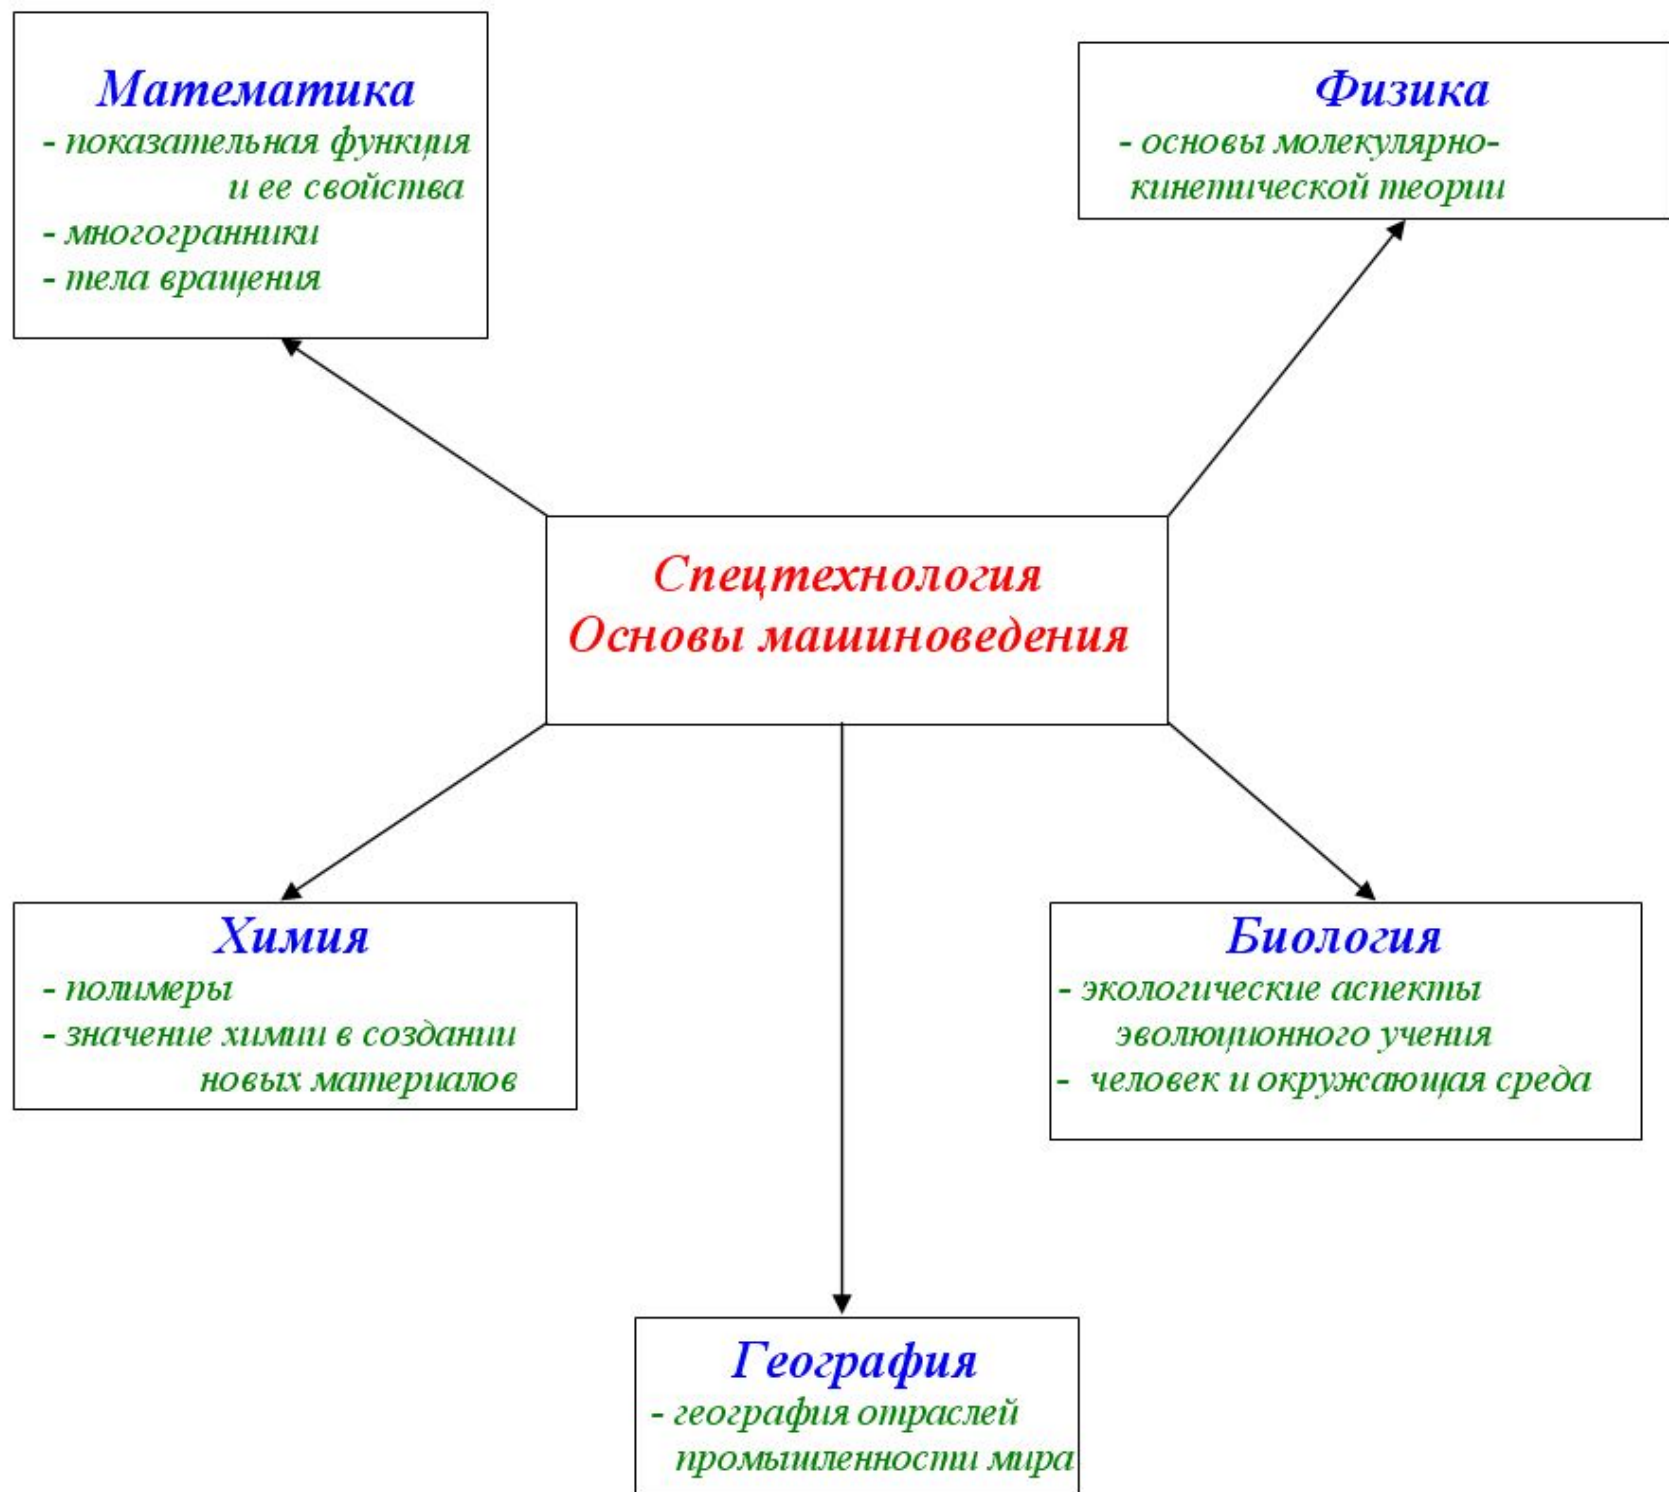 Математика
- показательная функция
и ее свойства
- многогранники
- тела вращения
Физика
- основы молекулярно-
кинетической теории
Спецтехнология
Основы машиноведения
Химия
- полимеры
- значение химии в создании
новых материалов
Биология
- экологические аспекты
эволюционного учения
- человек и окружающая среда
География
- география отраслей
промышленности мира